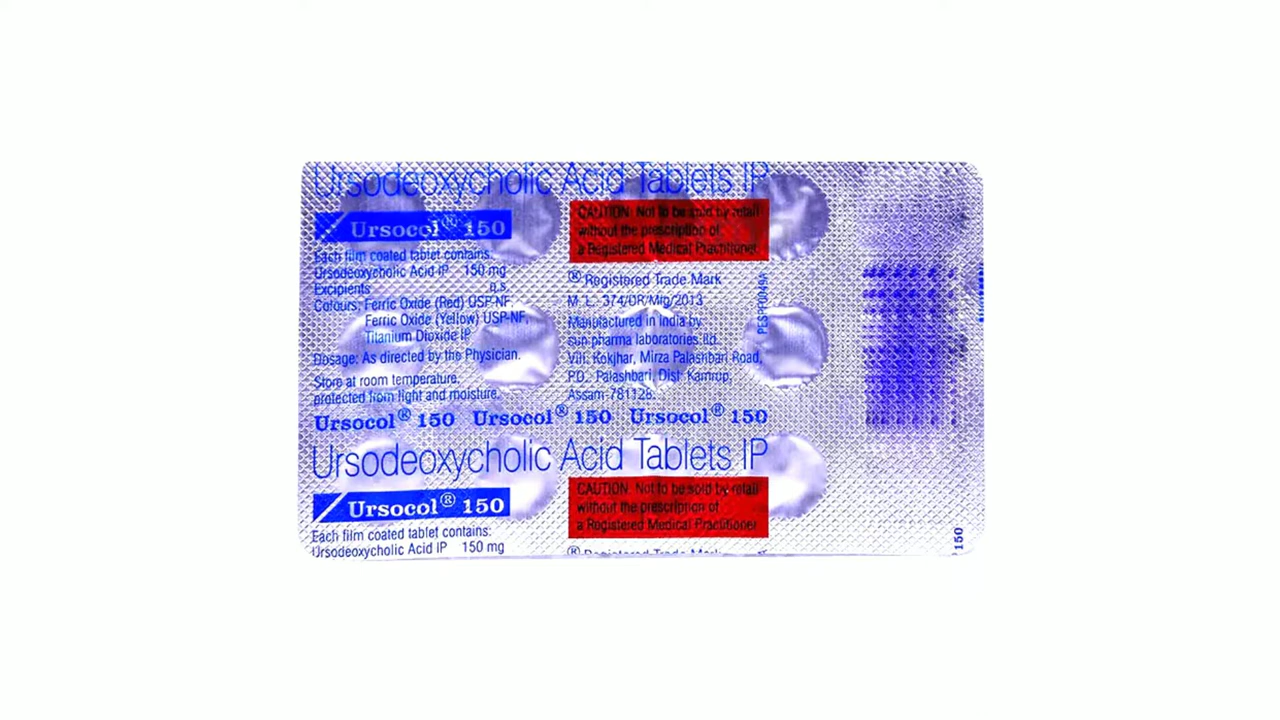 Ursodeoxycholic Acid Tablets IP
Ursocol® 150
CAUTION: Not to be sold by retail
without the prescription of
a Registered Medical Practitioner.
Each film coated tablet contains:
Ursodeoxycholic Acid IP 150 mg
Excipients q.s.
Colours: Ferric Oxide (Red) USP-NF,
Ferric Oxide (Yellow) USP-NF,
Titanium Dioxide IP
Dosage: As directed by the Physician.
Store at room temperature,
protected from light and moisture.
® Registered Trade Mark
M. L. 374/DR/Mfg/2013
Manufactured in India by
sun pharma laboratories ltd.
Vill. Kokjhar, Mirza Palashbari Road,
P.O. Palashbari, Dist. Kamrup,
Assam-781128.
Ursocol® 150 Ursocol® 150 Ursocol® 150
Ursodeoxycholic Acid Tablets IP
Ursocol® 150
CAUTION: Not to be sold by retail
without the prescription of
a Registered Medical Practitioner
Each film coated tablet contains:
Ursodeoxycholic Acid IP 150 mg
® Registered Trade Mark
150